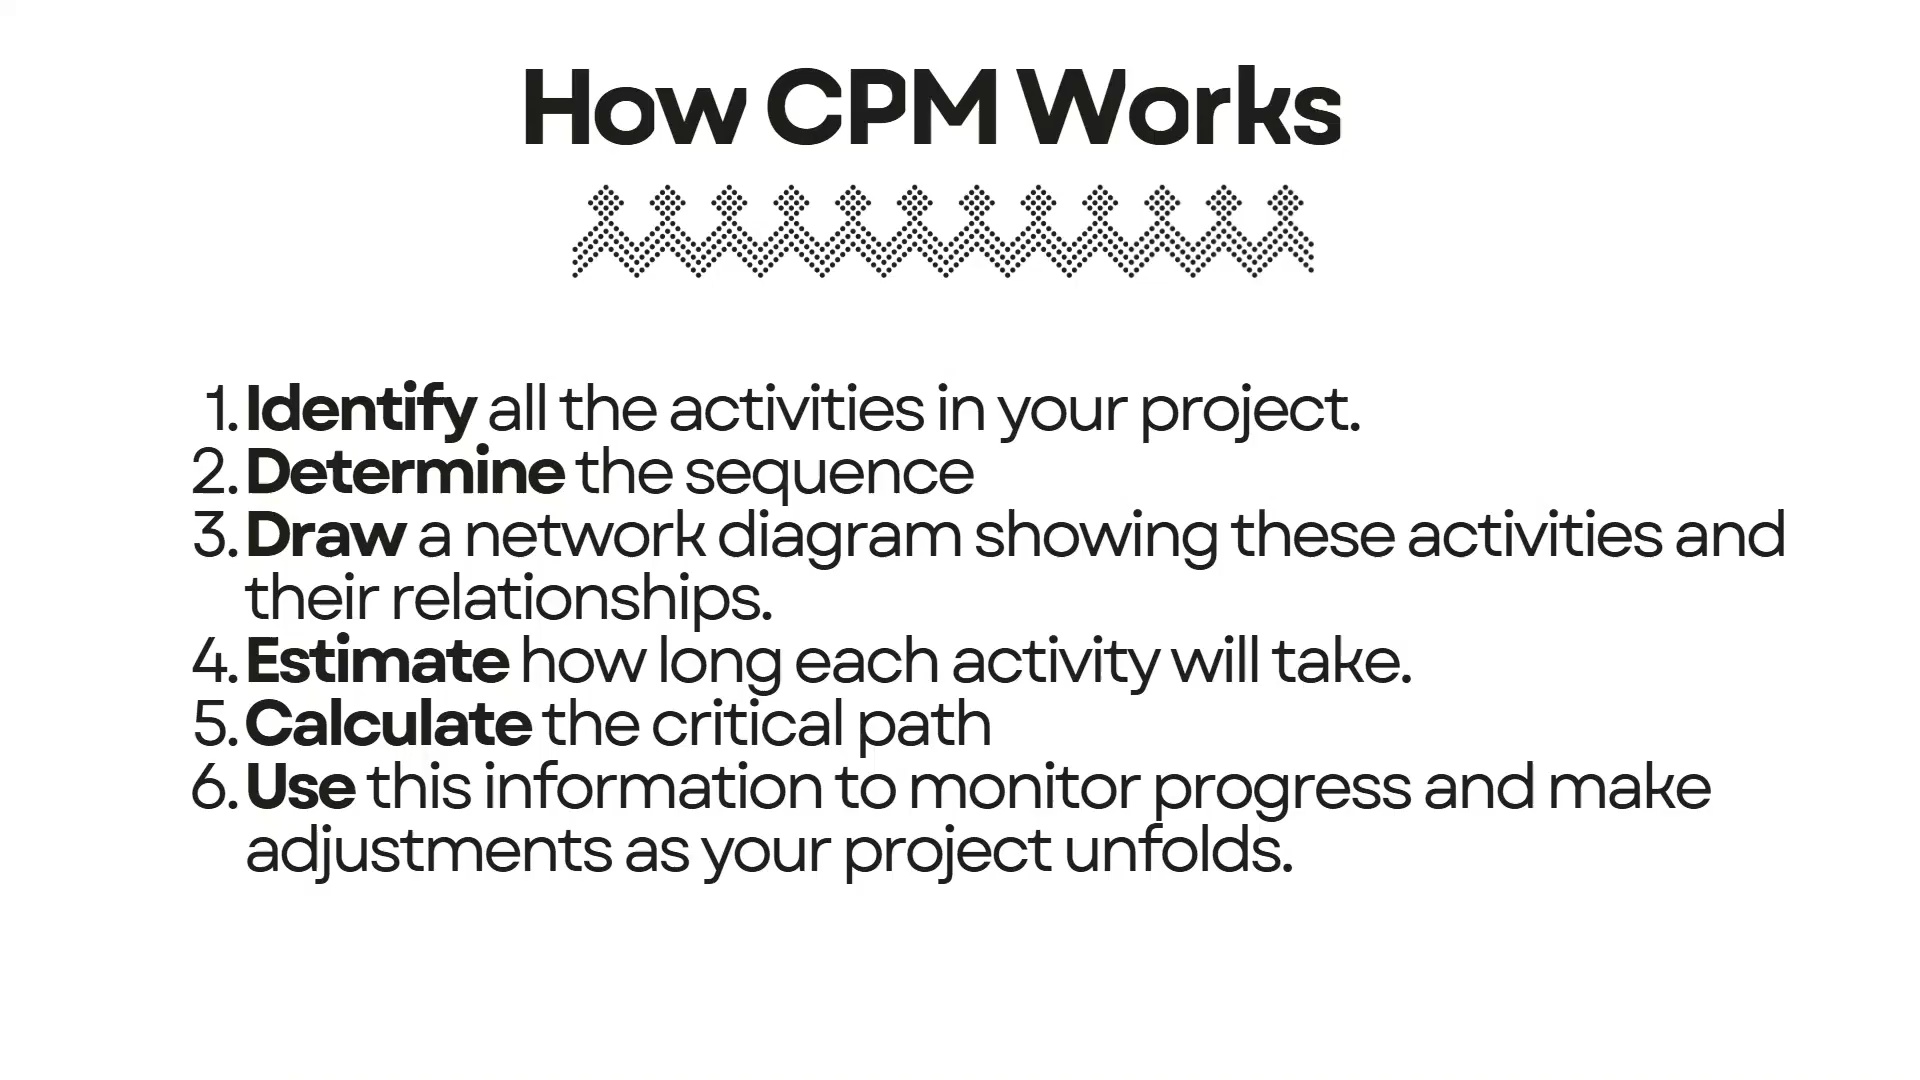 How CPM Works
1. Identify all the activities in your project.
2. Determine the sequence
3. Draw a network diagram showing these activities and
their relationships.
4. Estimate how long each activity will take.
5. Calculate the critical path
6. Use this information to monitor progress and make
adjustments as your project unfolds.